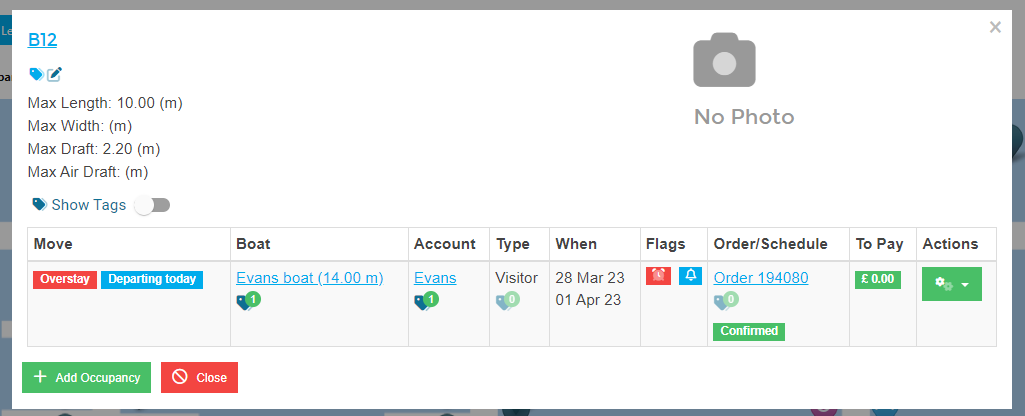 Le
B12
×
No Photo
Max Length: 10.00 (m)
Max Width: (m)
Max Draft: 2.20 (m)
Max Air Draft: (m)
Show Tags
Move Boat Account Type When Flags Order/Schedule To Pay Actions
Overstay Departing today Evans boat (14.00 m) Evans Visitor 28 Mar 23 Order 194080 £ 0.00
1 1 0 01 Apr 23 0
Confirmed
Add Occupancy Close